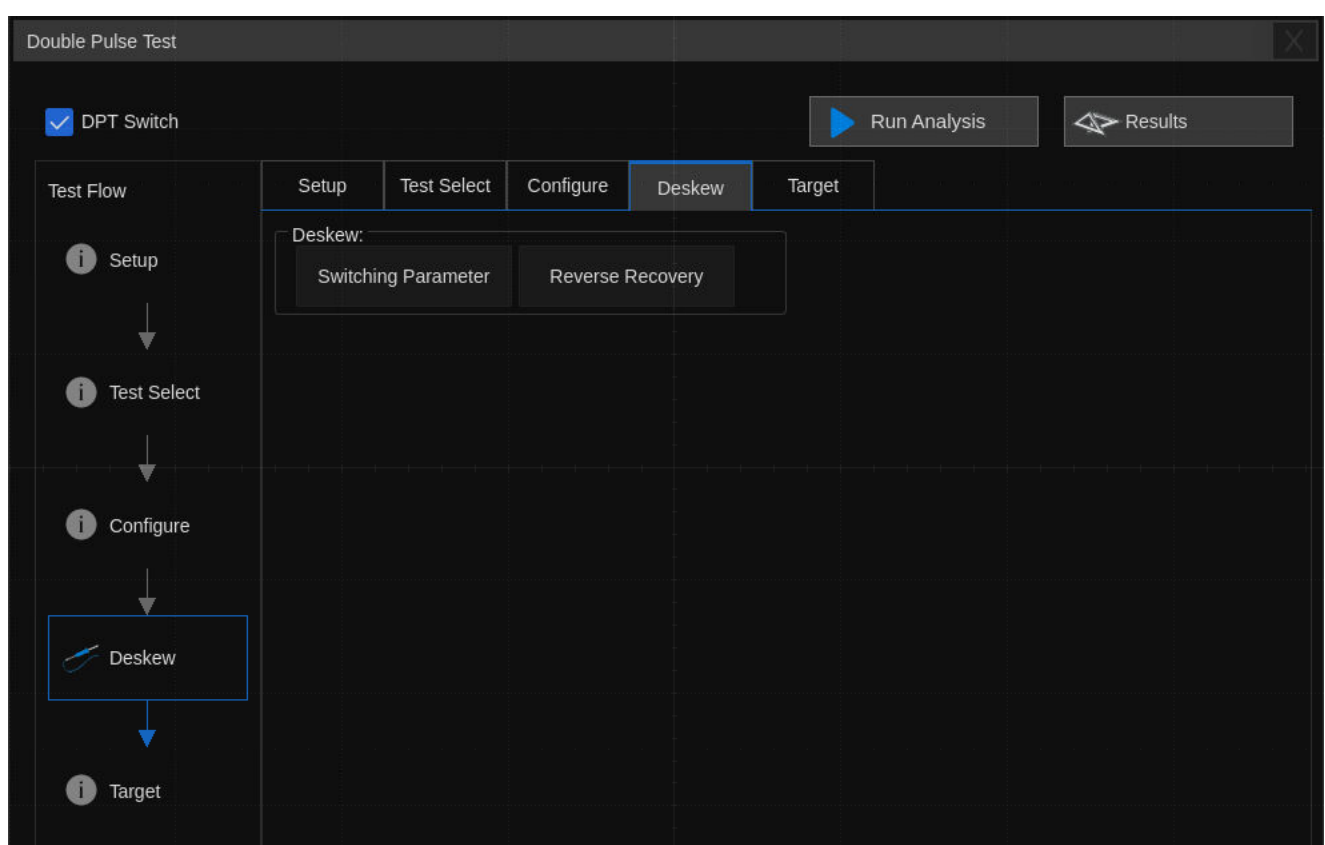 Double Pulse Test
X
DPT Switch
Run Analysis
Results
Test Flow
Setup
Test Select
Configure
Deskew
Target
Setup
Test Select
Configure
Deskew
Target
Deskew:
Switching Parameter
Reverse Recovery